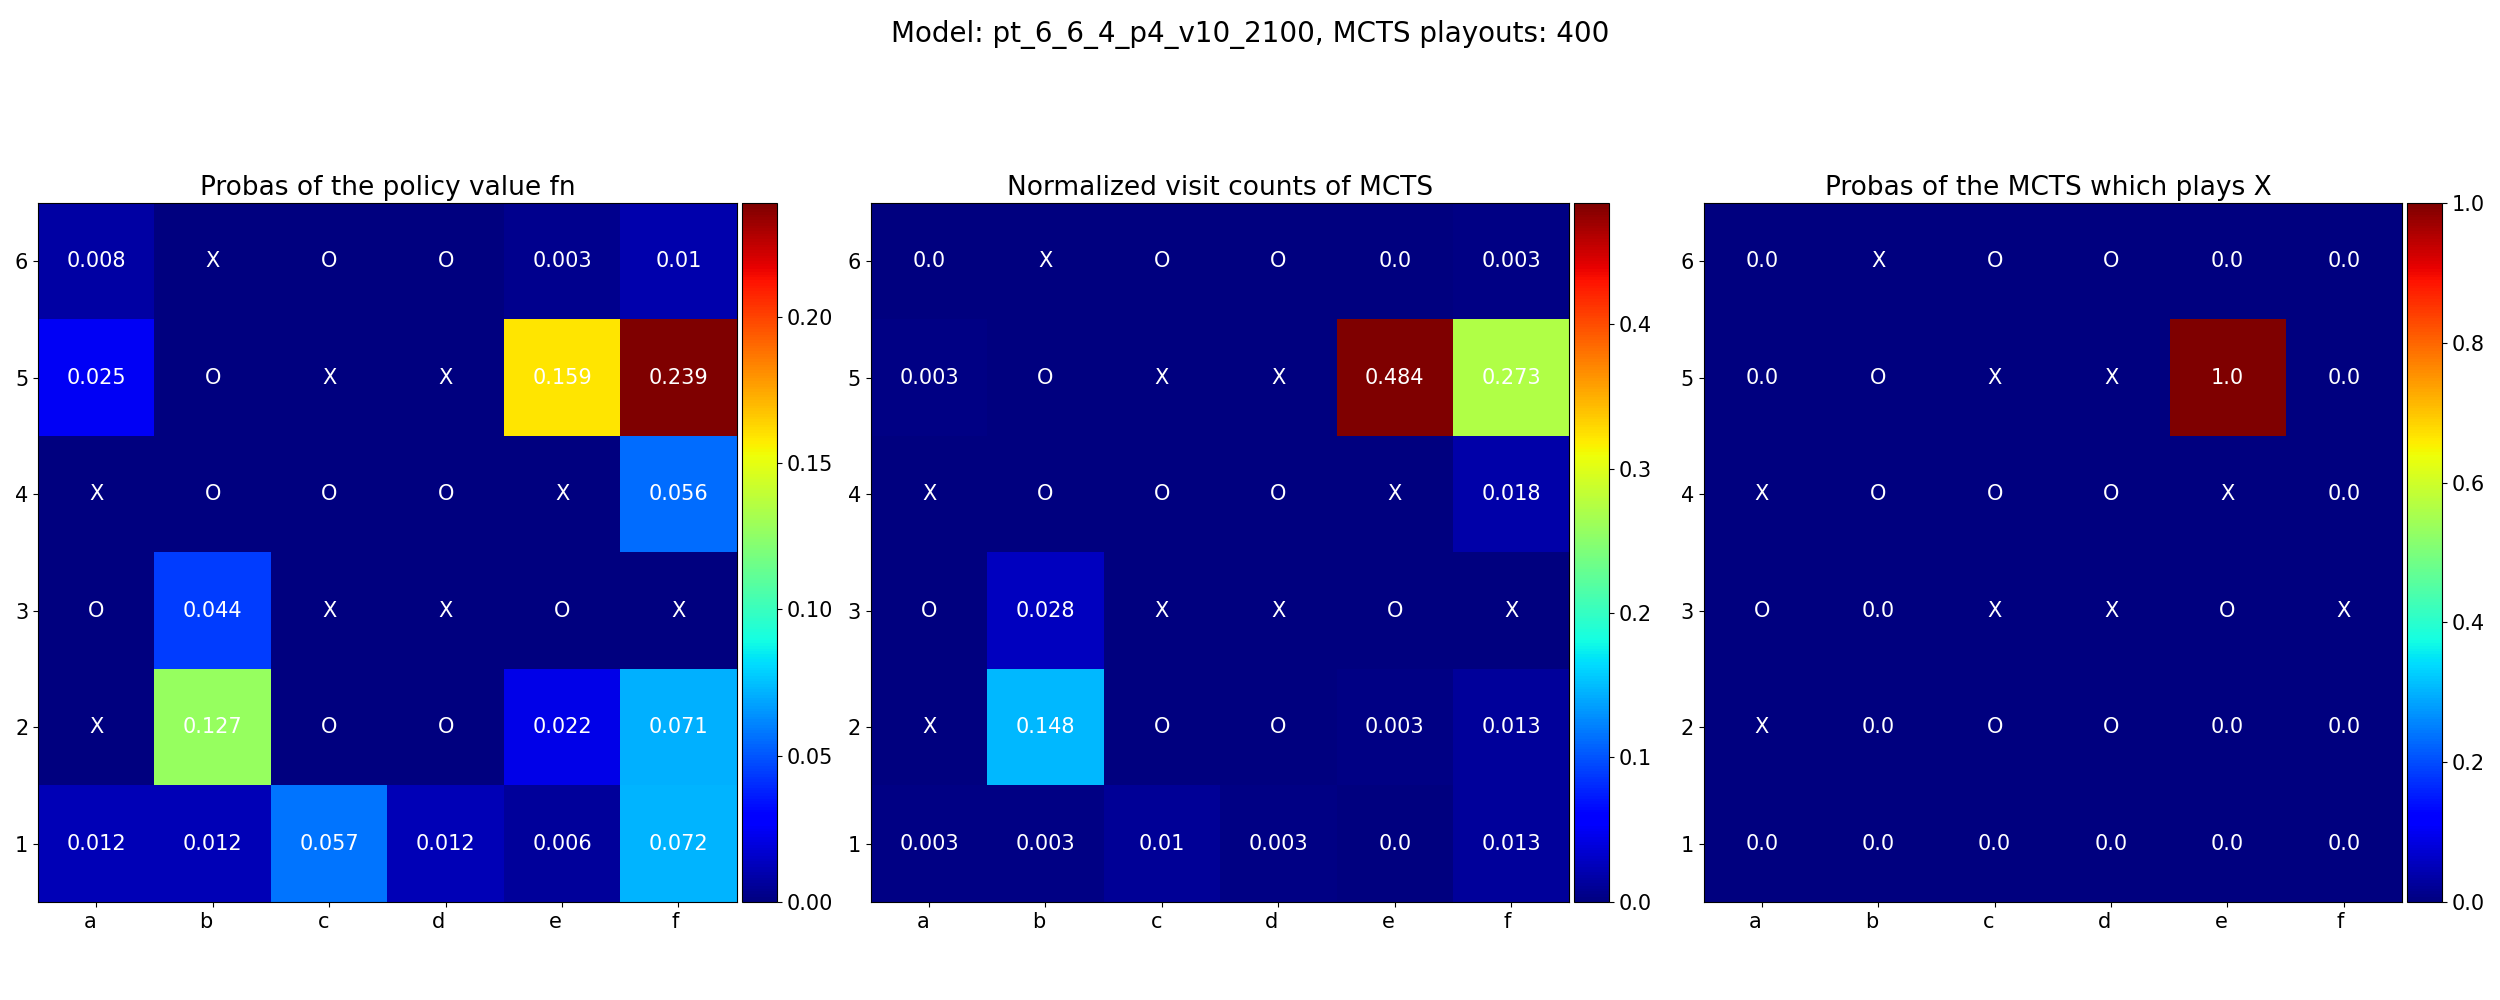 Model: pt_6_6_4_p4_v10_2100, MCTS playouts: 400
Probas of the policy value fn
6 0.008 X O O 0.003 0.01
5 0.025 O X X 0.159 0.239
4 X O O O X 0.056
3 O 0.044 X X O X
2 X 0.127 O O 0.022 0.071
1 0.012 0.012 0.057 0.012 0.006 0.072
a b c d e f
0.20
0.15
0.10
0.05
0.00
Normalized visit counts of MCTS
6 0.0 X O O 0.0 0.003
5 0.003 O X X 0.484 0.273
4 X O O O X 0.018
3 O 0.028 X X O X
2 X 0.148 O O 0.003 0.013
1 0.003 0.003 0.01 0.003 0.0 0.013
a b c d e f
0.4
0.3
0.2
0.1
0.0
Probas of the MCTS which plays X
6 0.0 X O O 0.0 0.0
5 0.0 O X X 1.0 0.0
4 X O O O X 0.0
3 O 0.0 X X O X
2 X 0.0 O O 0.0 0.0
1 0.0 0.0 0.0 0.0 0.0 0.0
a b c d e f
1.0
0.8
0.6
0.4
0.2
0.0